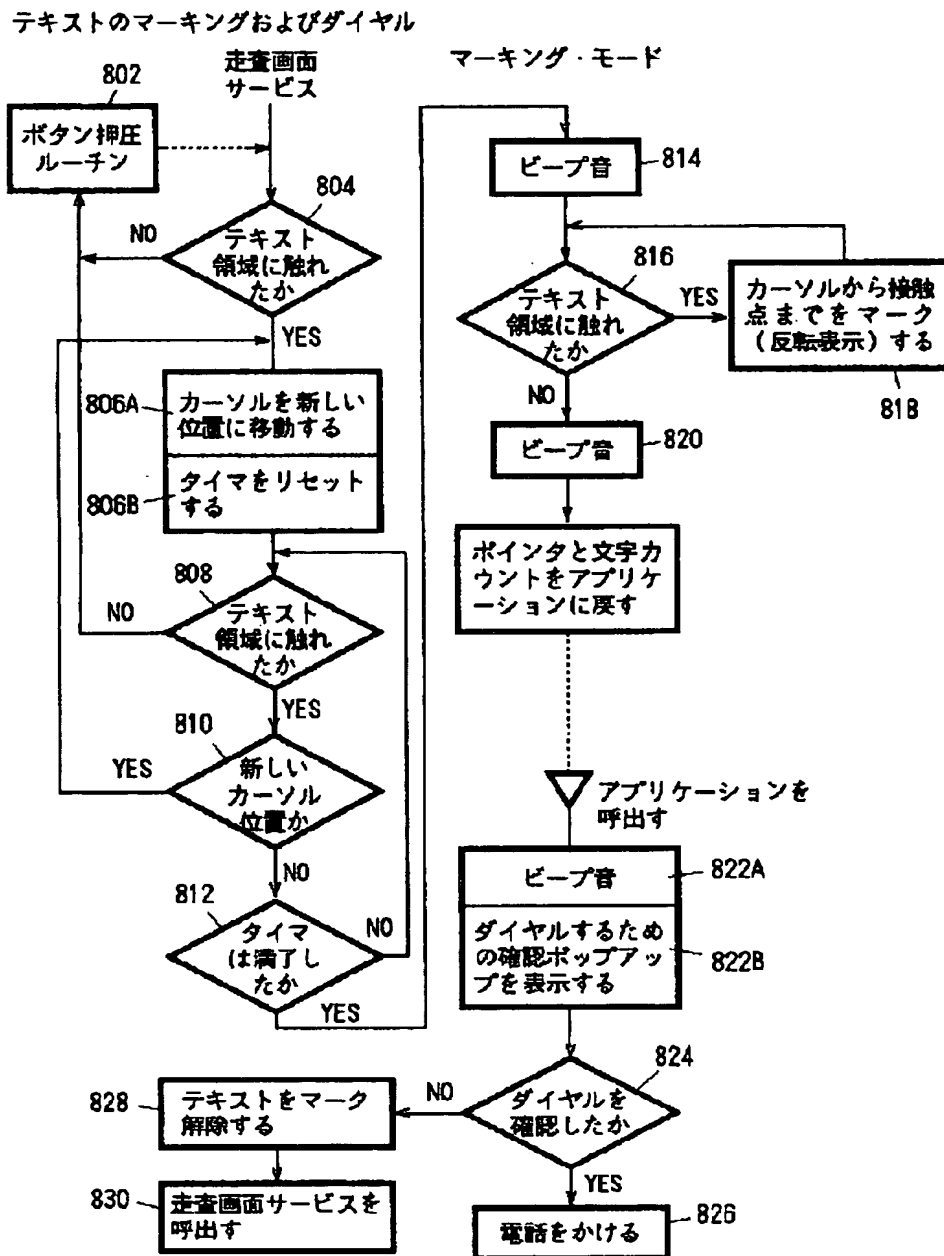 テキストのマーキングおよびダイヤル
走査画面
サービス
802
ボタン押圧
ルーチン
804
テキスト
領域に触れ
たか
NO
YES
806A
カーソルを新しい
位置に移動する
806B
タイマをリセット
する
808
テキスト
領域に触れ
たか
NO
YES
810
新しい
カーソル
位置か
YES
NO
812
タイマ
は満了し
たか
NO
YES
マーキング・モード
ビープ音
814
816
テキスト
領域に触れ
たか
YES
カーソルから接触
点までをマーク
(反転表示)する
818
NO
820
ビープ音
ポインタと文字カ
ウントをアプリケ
ーションに戻す
アプリケーションを
呼出す
ビープ音
822A
ダイヤルするため
の確認ポップアッ
プを表示する
822B
824
ダイヤルを
確認したか
NO
YES
828
テキストをマーク
解除する
830
走査画面サービスを
呼出す
電話をかける
826